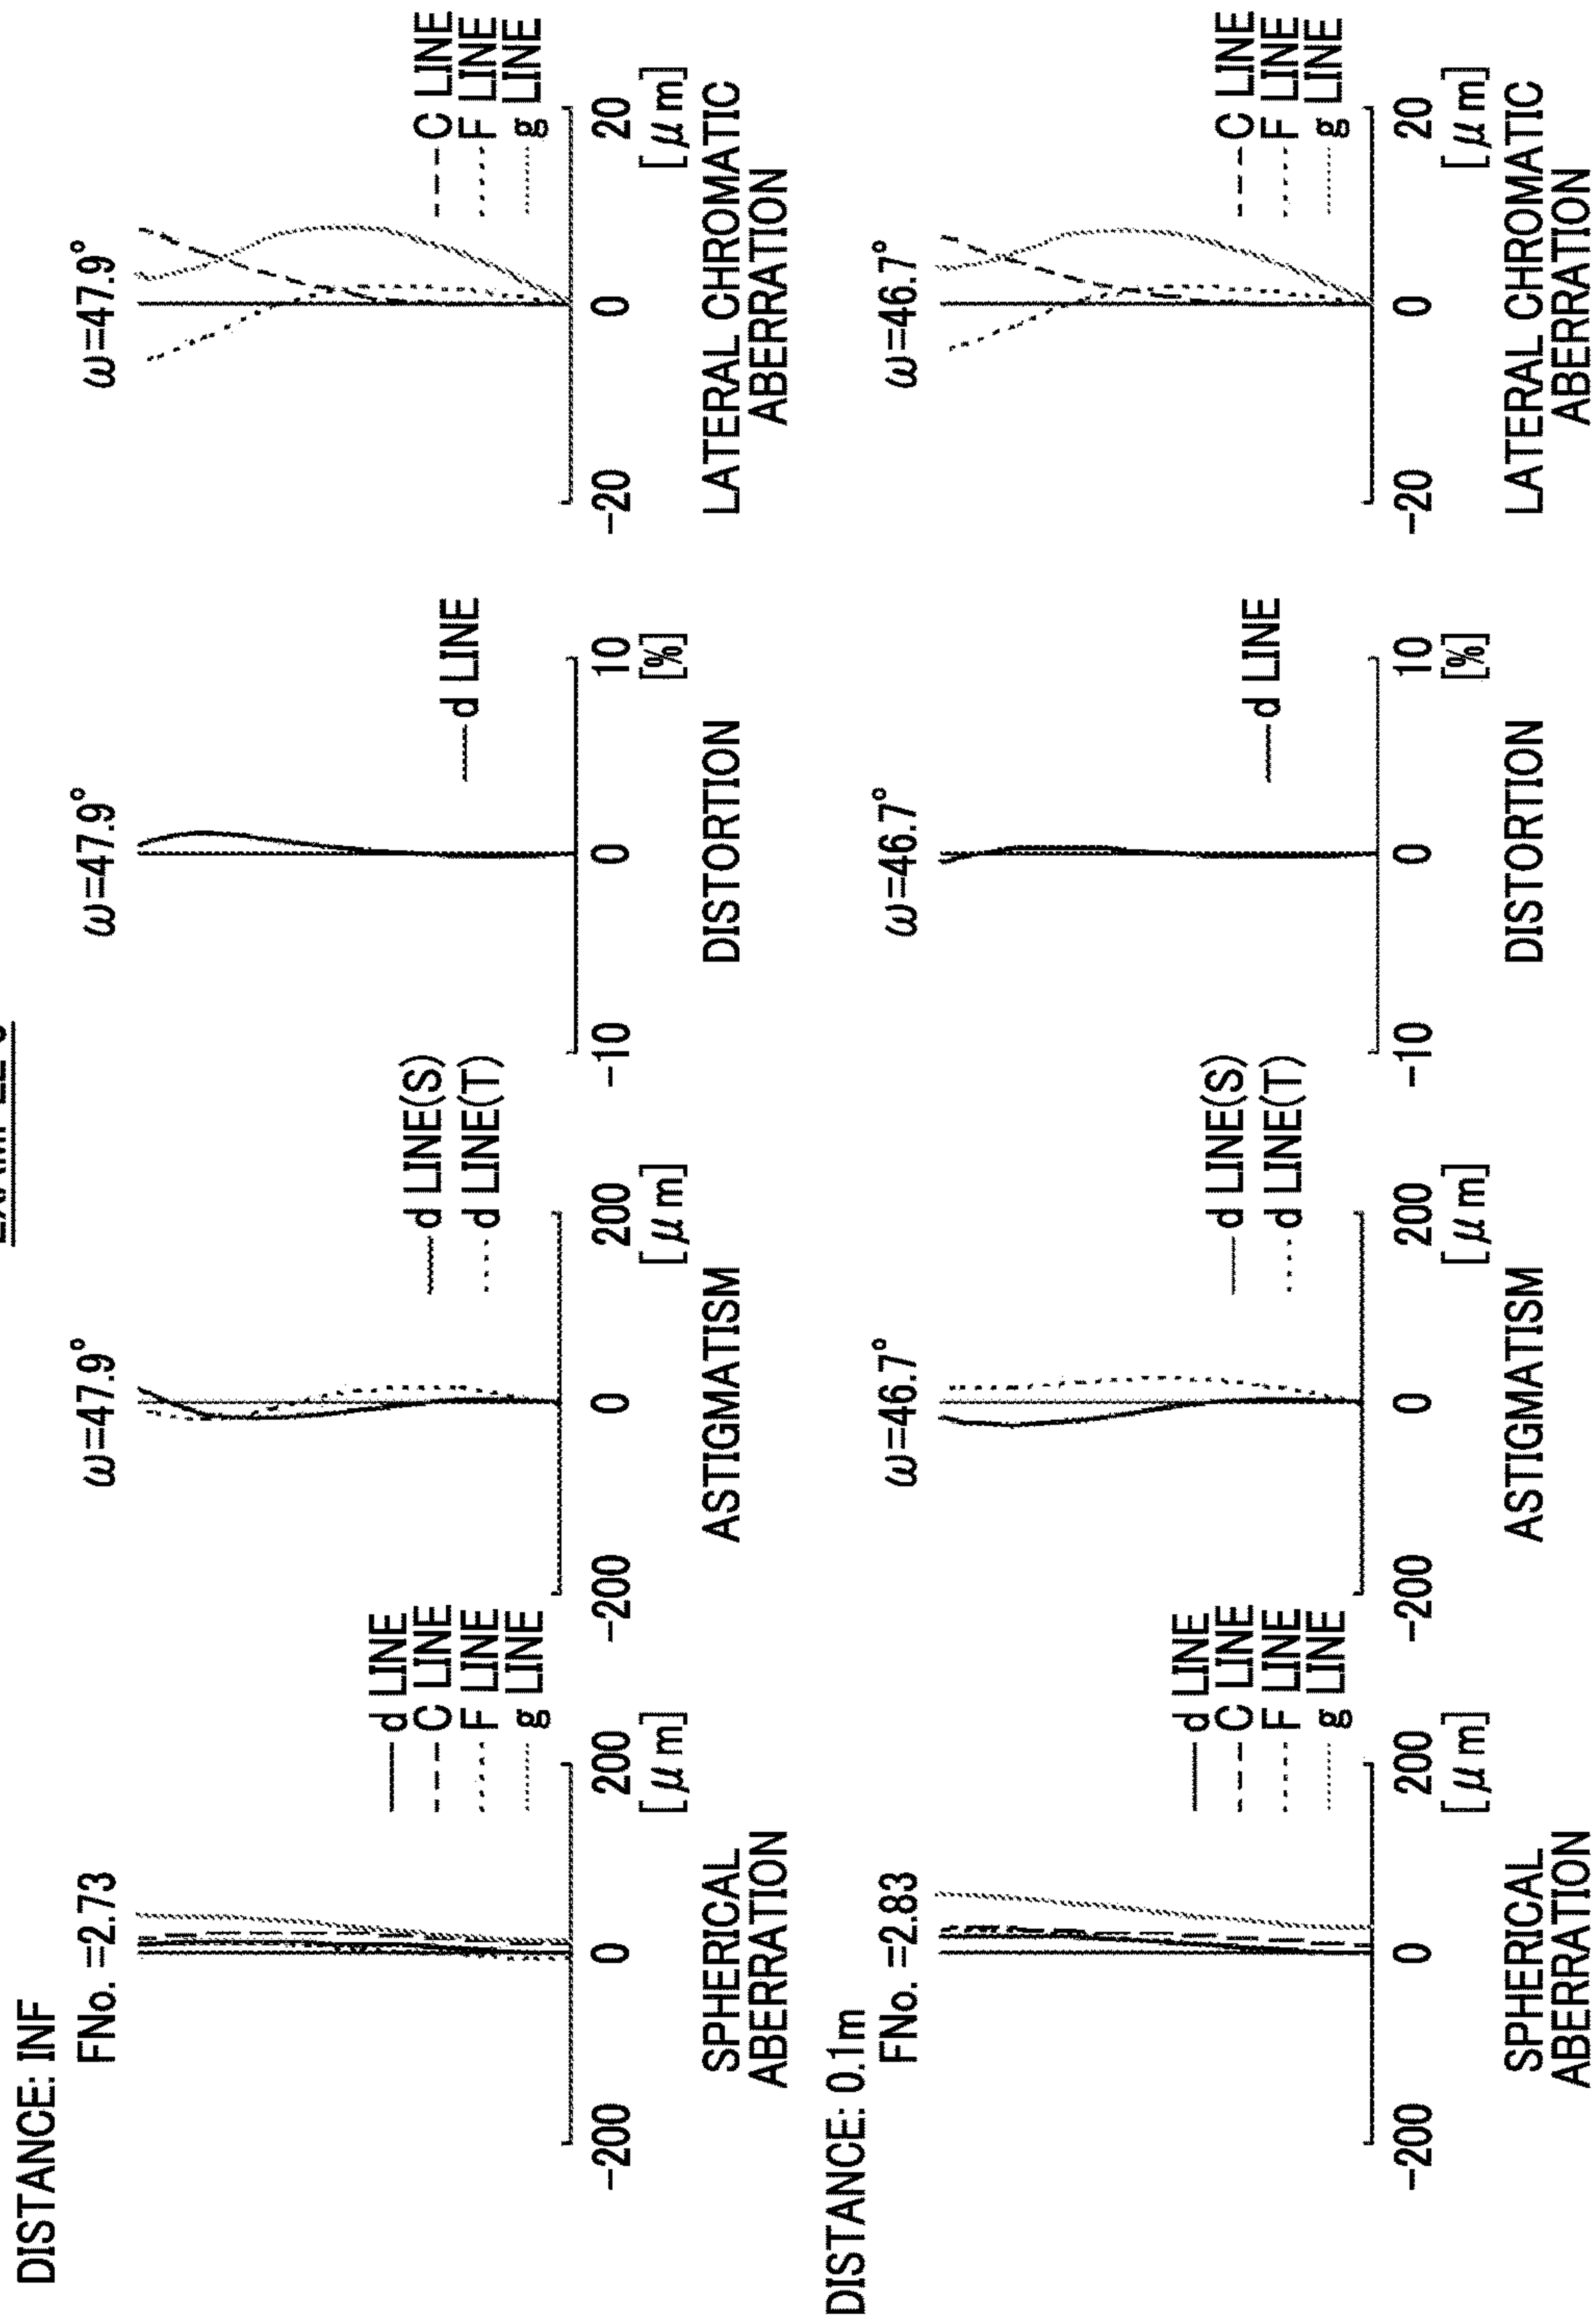 DISTANCE: INF
FNo. =2.73
d LINE
C LINE
F LINE
g LINE
-200
0
200
[μm]
SPHERICAL
ABERRATION
ω=47.9°
d LINE(S)
d LINE(T)
-200
0
200
[μm]
ASTIGMATISM
ω=47.9°
d LINE
-10
0
10
[%]
DISTORTION
ω=47.9°
C LINE
F LINE
g LINE
-20
0
20
[μm]
LATERAL CHROMATIC
ABERRATION
DISTANCE: 0.1m
FNo. =2.83
d LINE
C LINE
F LINE
g LINE
-200
0
200
[μm]
SPHERICAL
ABERRATION
ω=46.7°
d LINE(S)
d LINE(T)
-200
0
200
[μm]
ASTIGMATISM
ω=46.7°
d LINE
-10
0
10
[%]
DISTORTION
ω=46.7°
C LINE
F LINE
g LINE
-20
0
20
[μm]
LATERAL CHROMATIC
ABERRATION